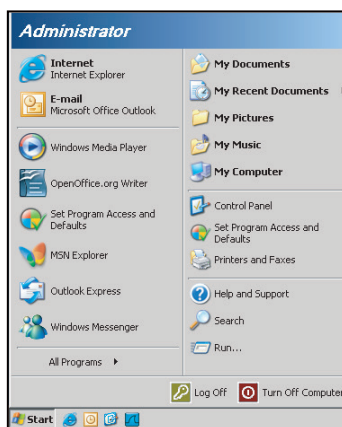 Administrator
Internet
Internet Explorer
E-mail
Microsoft Office Outlook
Windows Media Player
OpenOffice.org Writer
Set Program Access and
Defaults
MSN Explorer
Outlook Express
Windows Messenger
All Programs
My Documents
My Recent Documents
My Pictures
My Music
My Computer
Control Panel
Set Program Access and
Defaults
Printers and Faxes
Help and Support
Search
Run...
Log Off
Turn Off Computer
Start